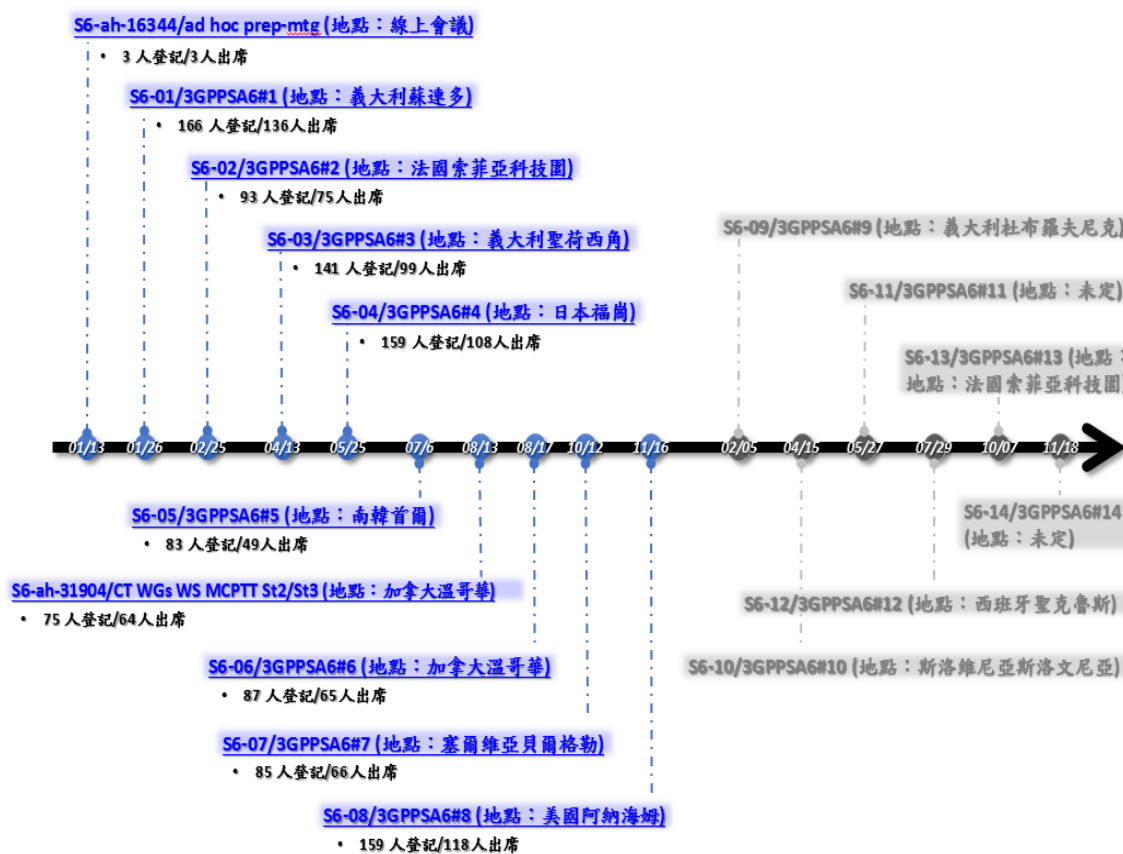 S6-ah-16344/ad hoc prep-mtg (地點：線上會議)
• 3 人登記/3人出席
S6-01/3GPPSA6#1 (地點：義大利蘇連多)
• 166 人登記/136人出席
S6-02/3GPPSA6#2 (地點：法國索菲亞科技園)
• 93 人登記/75人出席
S6-03/3GPPSA6#3 (地點：義大利聖荷西角)
• 141 人登記/99人出席
S6-04/3GPPSA6#4 (地點：日本福崗)
• 159 人登記/108人出席
S6-09/3GPPSA6#9 (地點：義大利杜布羅夫尼克)
S6-11/3GPPSA6#11 (地點：未定)
S6-13/3GPPSA6#13 (地點：
地點：法國索菲亞科技園)
01/13 01/26 02/25 04/13 05/25 07/6 08/13 08/17 10/12 11/16 02/05 04/15 05/27 07/29 10/07 11/18
S6-05/3GPPSA6#5 (地點：南韓首爾)
• 83 人登記/49人出席
S6-ah-31904/CT WGs WS MCPTT St2/St3 (地點：加拿大溫哥華)
• 75 人登記/64人出席
S6-06/3GPPSA6#6 (地點：加拿大溫哥華)
• 87 人登記/65人出席
S6-07/3GPPSA6#7 (地點：塞爾維亞貝爾格勒)
• 85 人登記/66人出席
S6-08/3GPPSA6#8 (地點：美國阿納海姆)
• 159 人登記/118人出席
S6-14/3GPPSA6#14
(地點：未定)
S6-12/3GPPSA6#12 (地點：西班牙聖克魯斯)
S6-10/3GPPSA6#10 (地點：斯洛維尼亞斯洛文尼亞)